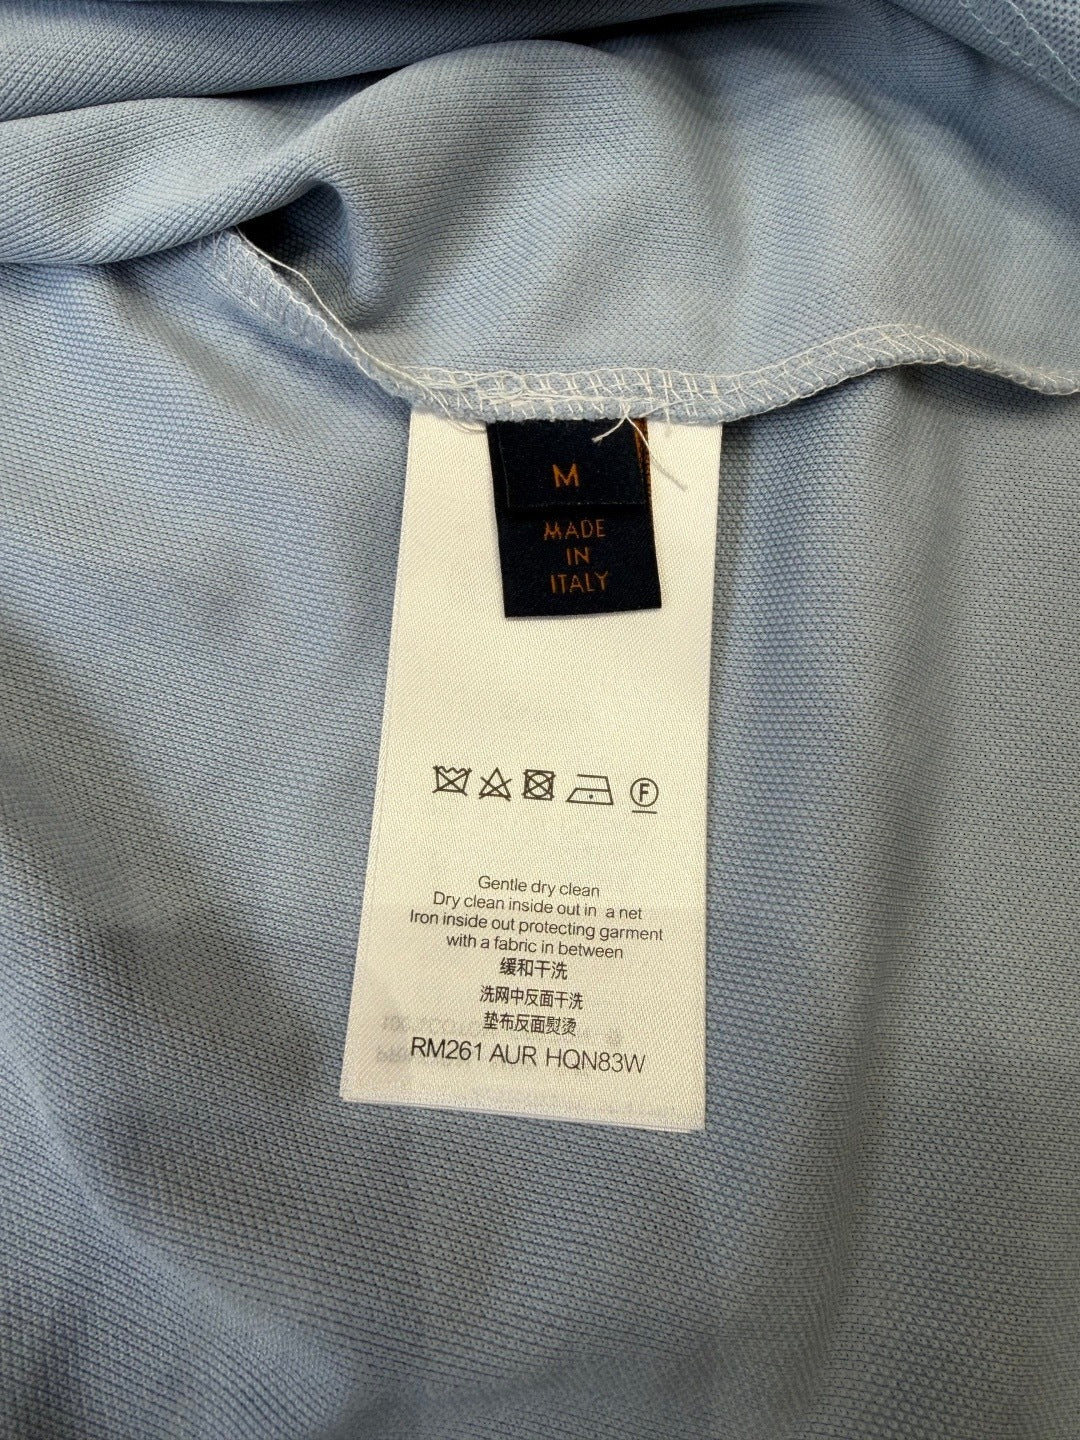 M
MADE
IN
ITALY
F
Gentle dry clean
Dry clean inside out in a net
Iron inside out protecting garment
with a fabric in between
缓和干洗
洗网中反面干洗
垫布反面熨烫
RM261 AUR HQN83W